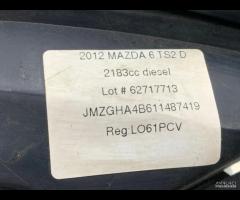 2012 MAZDA 6 TS2 D
2183cc diesel
Lot # 62717713
JMZGHA4B611487419
Reg:LO61PCV